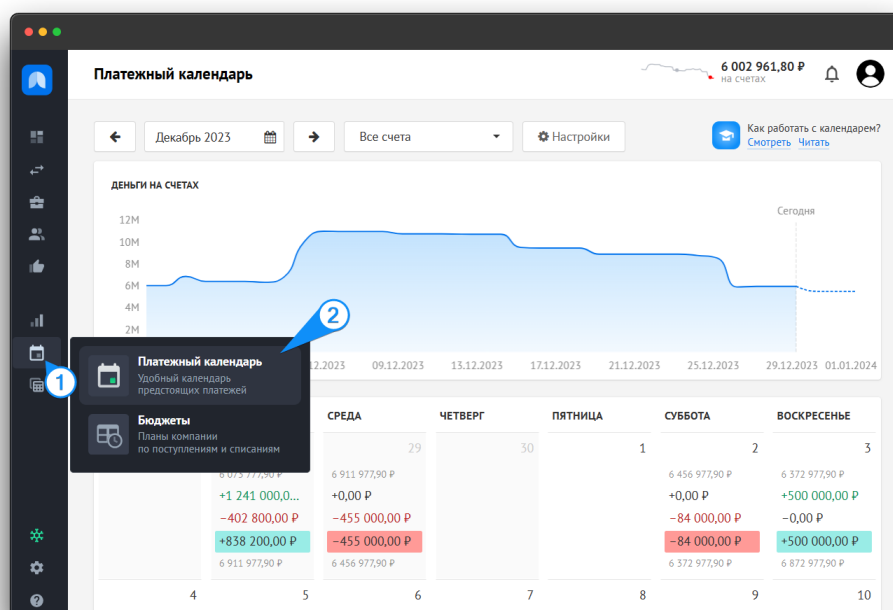 Платежный календарь
6 002 961,80 ₽
на счетах
Декабрь 2023
Все счета
Настройки
Как работать с календарем?
Смотреть Читать
ДЕНЬГИ НА СЧЕТАХ
Сегодня
12M
10M
8M
6M
4M
2M
12.2023 09.12.2023 13.12.2023 17.12.2023 21.12.2023 25.12.2023 29.12.2023 01.01.2024
1
2
Платежный календарь
Удобный календарь
предстоящих платежей
Бюджеты
Планы компании
по поступлениям и списаниям
СРЕДА ЧЕТВЕРГ ПЯТНИЦА СУББОТА ВОСКРЕСЕНЬЕ
29 30 1 2 3
6 073 777,90 ₽ 6 911 977,90 ₽ 6 456 977,90 ₽ 6 372 977,90 ₽
+1 241 000,0... +0,00 ₽ +0,00 ₽ +500 000,00 ₽
−402 800,00 ₽ −455 000,00 ₽ −84 000,00 ₽ −0,00 ₽
+838 200,00 ₽ −455 000,00 ₽ −84 000,00 ₽ +500 000,00 ₽
6 911 977,90 ₽ 6 456 977,90 ₽ 6 372 977,90 ₽ 6 872 977,90 ₽
4 5 6 7 8 9 10